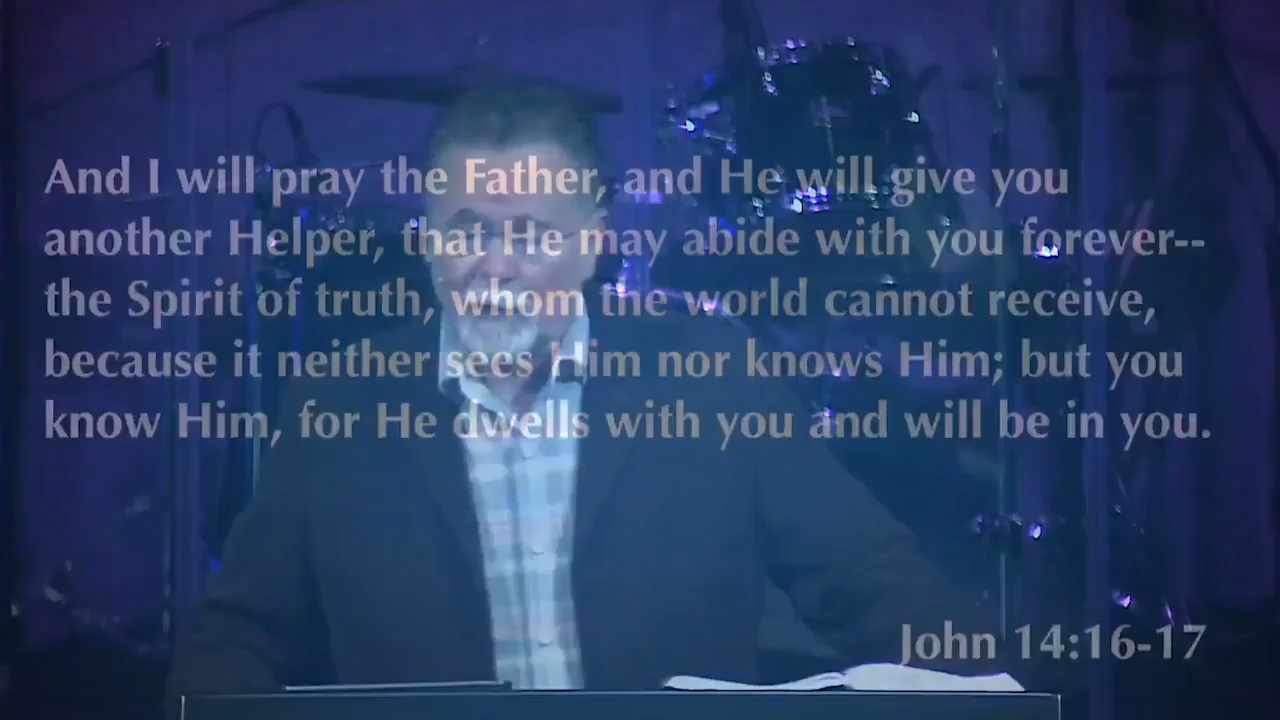 And I will pray the Father, and He will give you
another Helper, that He may abide with you forever--
the Spirit of truth, whom the world cannot receive,
because it neither sees Him nor knows Him; but you
know Him, for He dwells with you and will be in you.
John 14:16-17